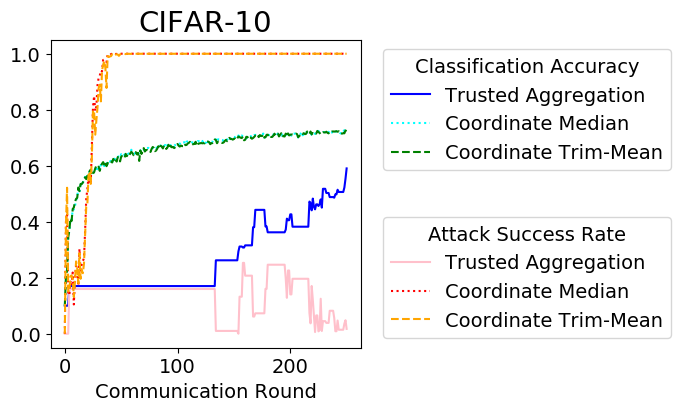 CIFAR-10
1.0
0.8
0.6
0.4
0.2
0.0
0
100
200
Communication Round
Classification Accuracy
Trusted Aggregation
Coordinate Median
Coordinate Trim-Mean
Attack Success Rate
Trusted Aggregation
Coordinate Median
Coordinate Trim-Mean